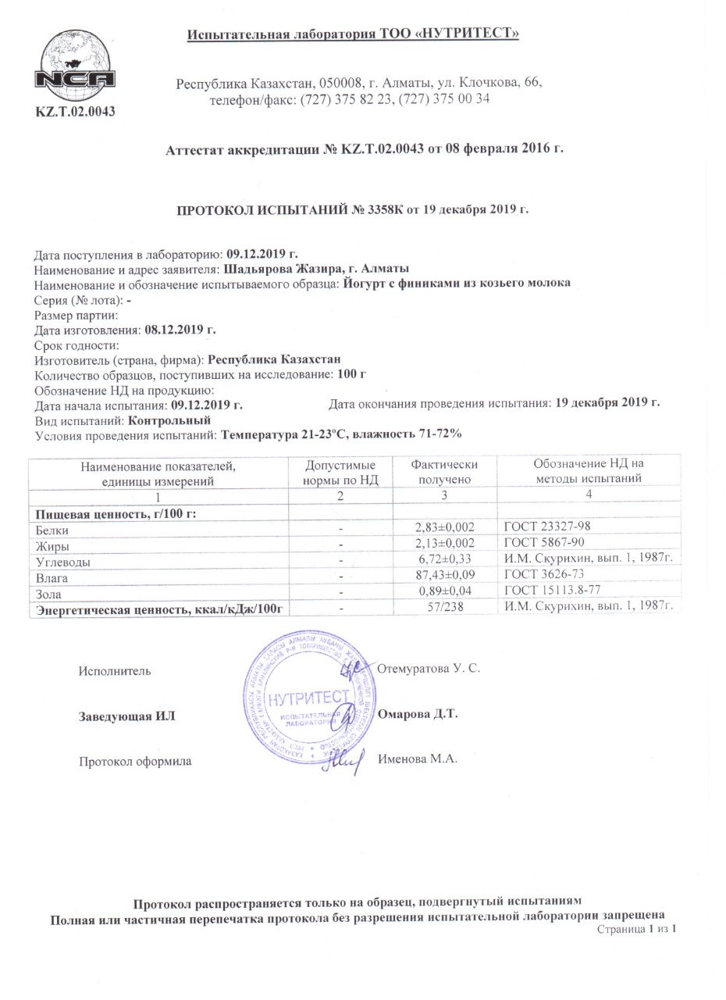 Испытательная лаборатория ТОО «НУТРИТЕСТ»
NCA
KZ.T.02.0043
Республика Казахстан, 050008, г. Алматы, ул. Клочкова, 66,
телефон/факс: (727) 375 82 23, (727) 375 00 34
Аттестат аккредитации № KZ.T.02.0043 от 08 февраля 2016 г.
ПРОТОКОЛ ИСПЫТАНИЙ № 3358К от 19 декабря 2019 г.
Дата поступления в лабораторию: 09.12.2019 г.
Наименование и адрес заявителя: Шадьярова Жазира, г. Алматы
Наименование и обозначение испытываемого образца: Йогурт с финиками из козьего молока
Серия (№ лота): -
Размер партии:
Дата изготовления: 08.12.2019 г.
Срок годности:
Изготовитель (страна, фирма): Республика Казахстан
Количество образцов, поступивших на исследование: 100 г
Обозначение НД на продукцию:
Дата начала испытания: 09.12.2019 г. Дата окончания проведения испытания: 19 декабря 2019 г.
Вид испытаний: Контрольный
Условия проведения испытаний: Температура 21-23ºС, влажность 71-72%
Наименование показателей, Допустимые Фактически Обозначение НД на
единицы измерений нормы по НД получено методы испытаний
1 2 3 4
Пищевая ценность, г/100 г:
Белки - 2,83±0,002 ГОСТ 23327-98
Жиры - 2,13±0,002 ГОСТ 5867-90
Углеводы - 6,72±0,33 И.М. Скурихин, вып. 1, 1987г.
Влага - 87,43±0,09 ГОСТ 3626-73
Зола - 0,89±0,04 ГОСТ 15113.8-77
Энергетическая ценность, ккал/кДж/100г - 57/238 И.М. Скурихин, вып. 1, 1987г.
Исполнитель Отемуратова У. С.
НУТРИТЕСТ
ИСПЫТАТЕЛЬНАЯ
ЛАБОРАТОРИЯ
Заведующая ИЛ Омарова Д.Т.
Протокол оформила Именова М.А.
Протокол распространяется только на образец, подвергнутый испытаниям
Полная или частичная перепечатка протокола без разрешения испытательной лаборатории запрещена
Страница 1 из 1